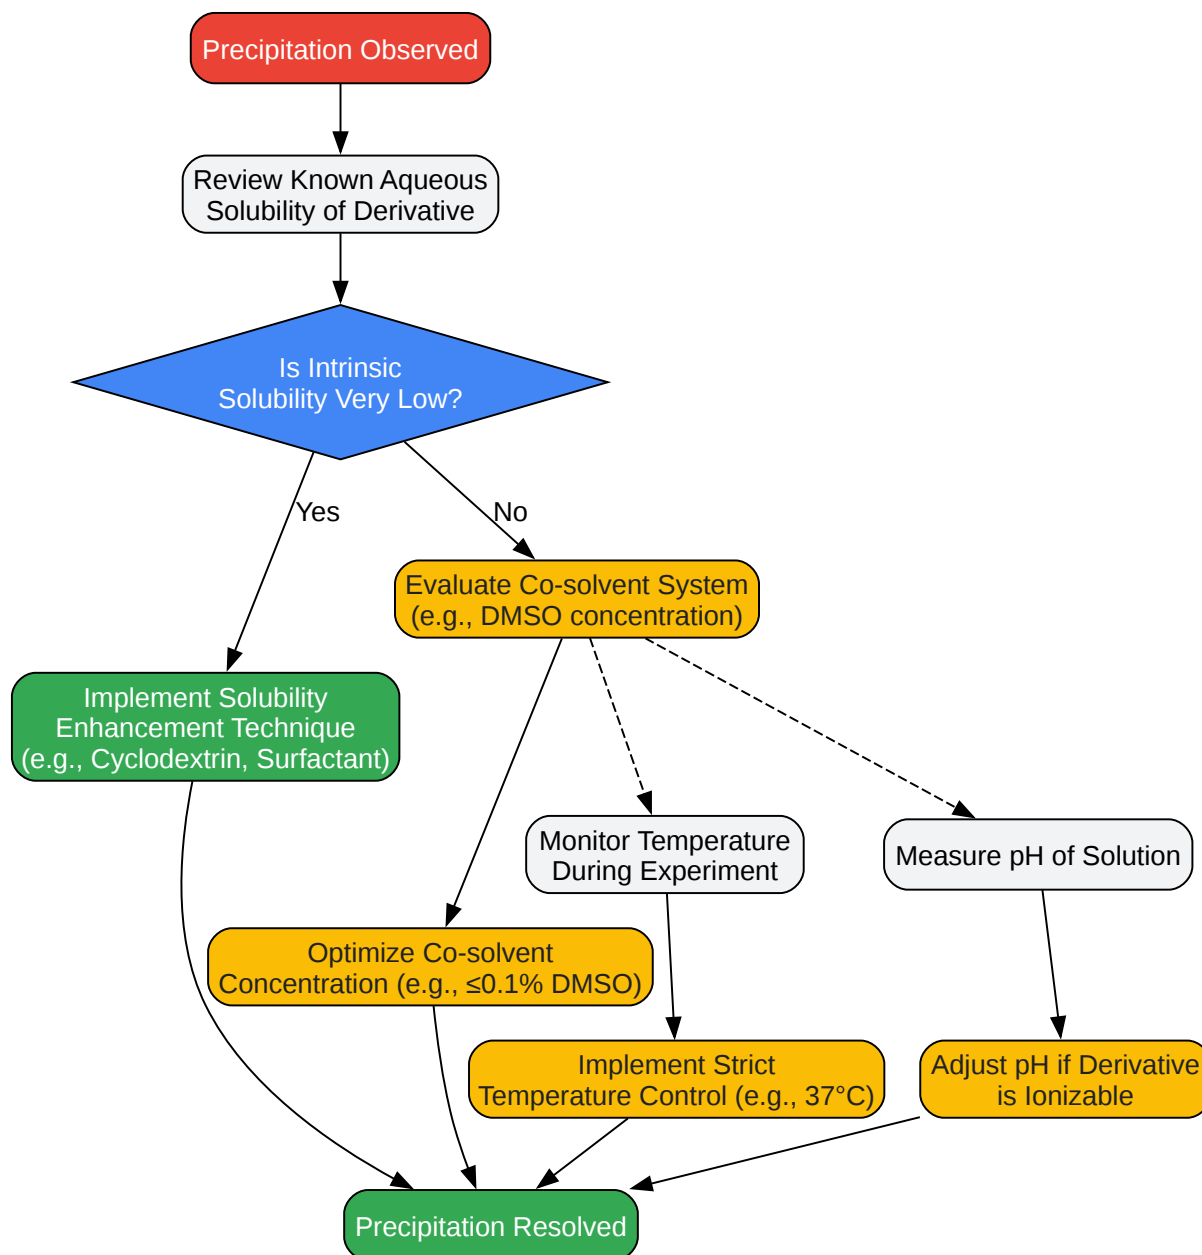 Precipitation Observed
Review Known Aqueous
Solubility of Derivative
Is Intrinsic
Solubility Very Low?
Yes
No
Evaluate Co-solvent System
(e.g., DMSO concentration)
Implement Solubility
Enhancement Technique
(e.g., Cyclodextrin, Surfactant)
Monitor Temperature
During Experiment
Measure pH of Solution
Optimize Co-solvent
Concentration (e.g., ≤0.1% DMSO)
Implement Strict
Temperature Control (e.g., 37°C)
Adjust pH if Derivative
is Ionizable
Precipitation Resolved